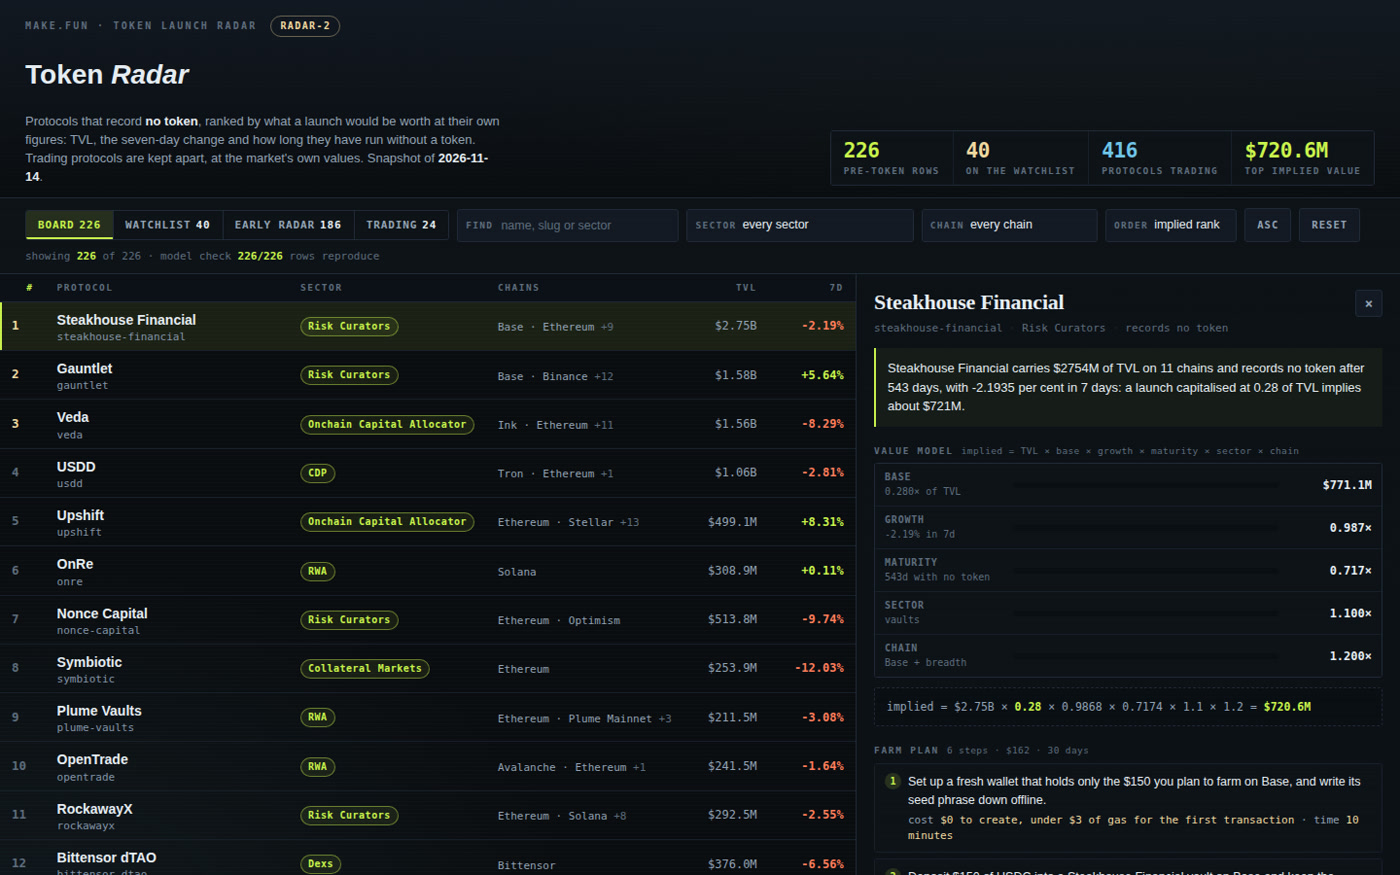 MAKE.FUN · TOKEN LAUNCH RADAR RADAR-2
Token Radar
Protocols that record no token, ranked by what a launch would be worth at their own
figures: TVL, the seven-day change and how long they have run without a token.
Trading protocols are kept apart, at the market's own values. Snapshot of 2026-11-
14.
226 40 416 $720.6M
PRE-TOKEN ROWS ON THE WATCHLIST PROTOCOLS TRADING TOP IMPLIED VALUE
BOARD 226 WATCHLIST 40 EARLY RADAR 186 TRADING 24 FIND name, slug or sector SECTOR every sector CHAIN every chain ORDER implied rank ASC RESET
showing 226 of 226 · model check 226/226 rows reproduce
# PROTOCOL SECTOR CHAINS TVL 7D
1 Steakhouse Financial Risk Curators Base · Ethereum +9 $2.75B -2.19%
steakhouse-financial
2 Gauntlet Risk Curators Base · Binance +12 $1.58B +5.64%
gauntlet
3 Veda Onchain Capital Allocator Ink · Ethereum +11 $1.56B -8.29%
veda
4 USDD CDP Tron · Ethereum +1 $1.06B -2.81%
usdd
5 Upshift Onchain Capital Allocator Ethereum · Stellar +13 $499.1M +8.31%
upshift
6 OnRe RWA Solana $308.9M +0.11%
onre
7 Nonce Capital Risk Curators Ethereum · Optimism $513.8M -9.74%
nonce-capital
8 Symbiotic Collateral Markets Ethereum $253.9M -12.03%
symbiotic
9 Plume Vaults RWA Ethereum · Plume Mainnet +3 $211.5M -3.08%
plume-vaults
10 OpenTrade RWA Avalanche · Ethereum +1 $241.5M -1.64%
opentrade
11 RockawayX Risk Curators Ethereum · Solana +8 $292.5M -2.55%
rockawayx
12 Bittensor dTAO Dexs Bittensor $376.0M -6.56%
bittensor-dtao
Steakhouse Financial ×
steakhouse-financial · Risk Curators · records no token
Steakhouse Financial carries $2754M of TVL on 11 chains and records no token after
543 days, with -2.1935 per cent in 7 days: a launch capitalised at 0.28 of TVL implies
about $721M.
VALUE MODEL implied = TVL × base × growth × maturity × sector × chain
BASE
0.280× of TVL $771.1M
GROWTH
-2.19% in 7d 0.987×
MATURITY
543d with no token 0.717×
SECTOR
vaults 1.100×
CHAIN
Base + breadth 1.200×
implied = $2.75B × 0.28 × 0.9868 × 0.7174 × 1.1 × 1.2 = $720.6M
FARM PLAN 6 steps · $162 · 30 days
1 Set up a fresh wallet that holds only the $150 you plan to farm on Base, and write its
seed phrase down offline.
cost $0 to create, under $3 of gas for the first transaction · time 10
minutes
2 Deposit $150 of USDC into a Steakhouse Financial vault on Base and keep the